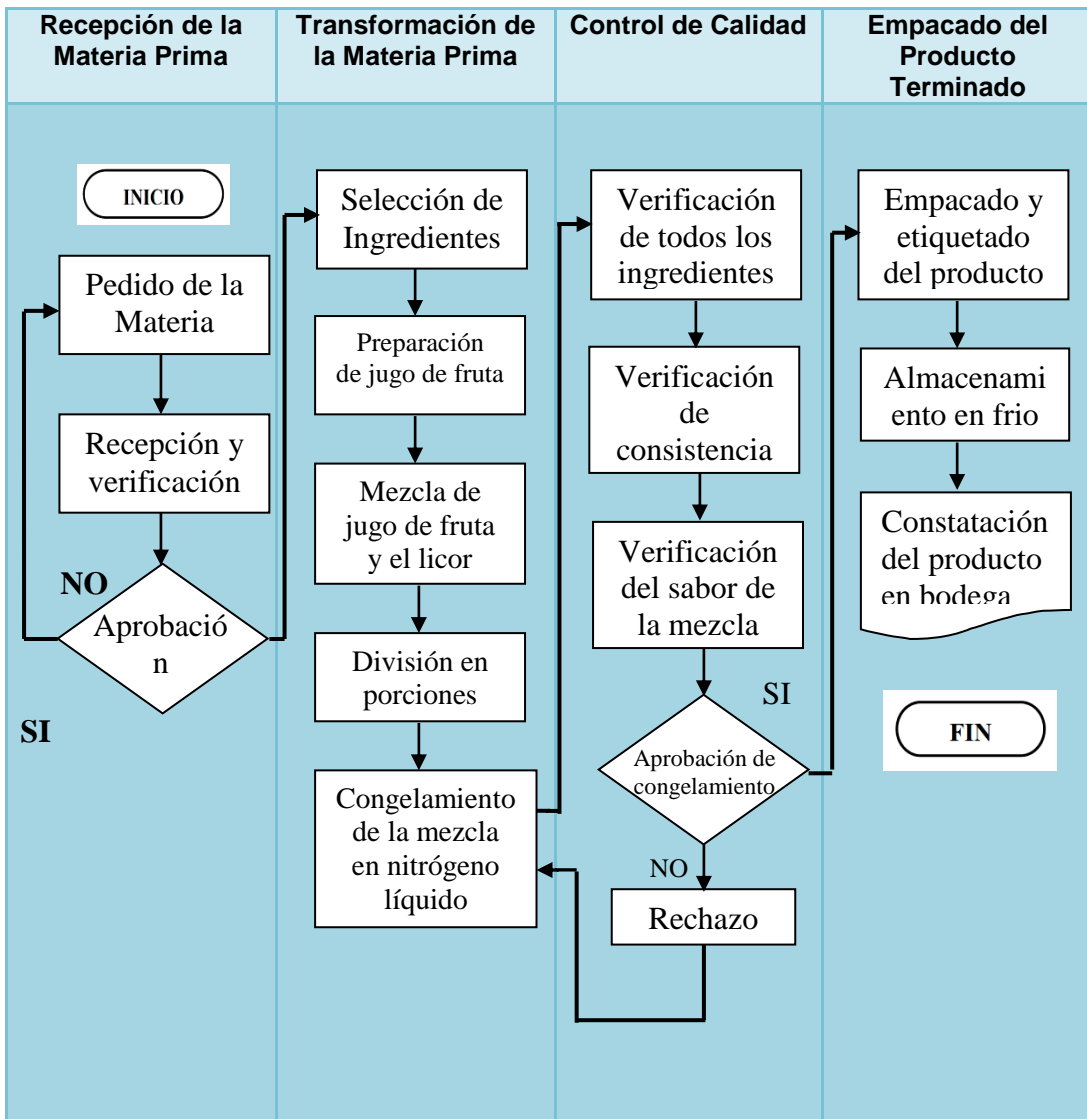 Recepción de la
Materia Prima
Transformación de
la Materia Prima
Control de Calidad
Empacado del
Producto
Terminado
INICIO
Pedido de la
Materia
Recepción y
verificación
NO
Aprobació
n
SI
Selección de
Ingredientes
Preparación
de jugo de fruta
Mezcla de
jugo de fruta
y el licor
División en
porciones
Congelamiento
de la mezcla
en nitrógeno
líquido
Verificación
de todos los
ingredientes
Verificación
de
consistencia
Verificación
del sabor de
la mezcla
SI
Aprobación de
congelamiento
NO
Rechazo
Empacado y
etiquetado
del producto
Almacenami
ento en frio
Constatación
del producto
en bodega
FIN